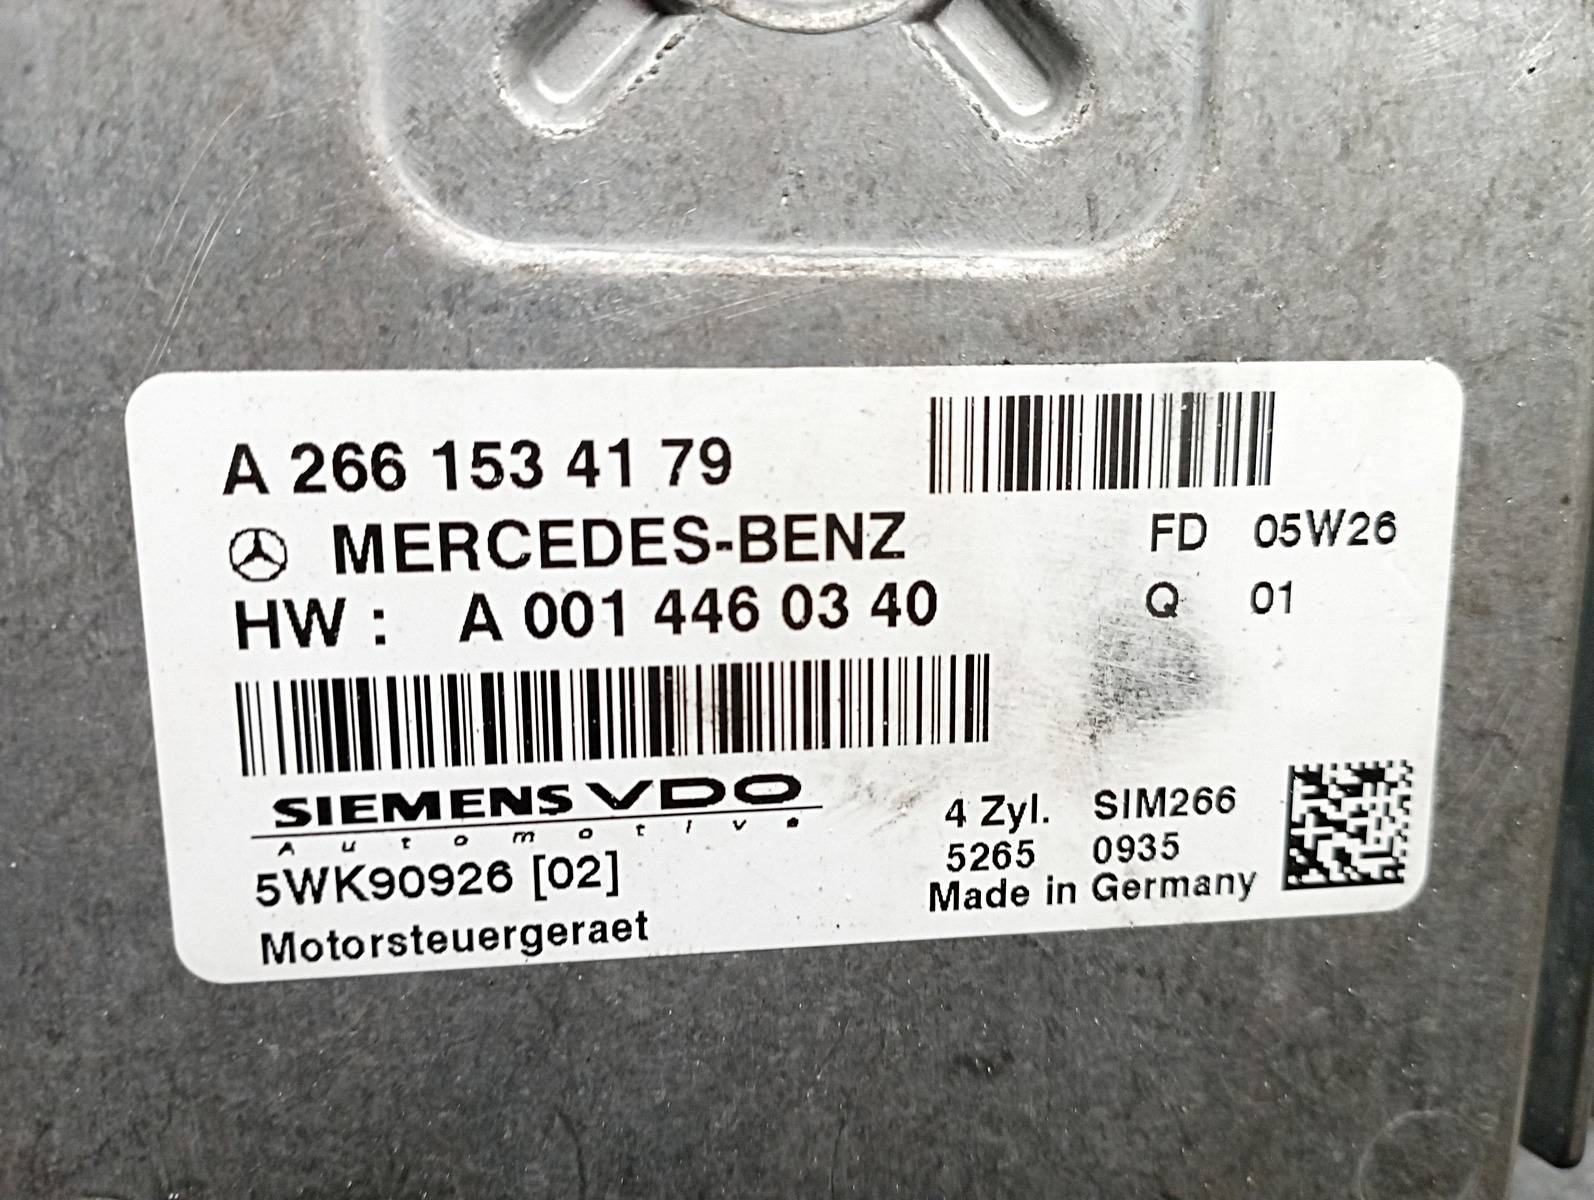 A 266 153 41 79
MERCEDES-BENZ
FD 05W26
HW : A 001 446 03 40
Q 01
SIEMENS VDO
Automotive
4 Zyl. SIM266
5WK90926 [02]
5265 0935
Motorsteuergeraet
Made in Germany